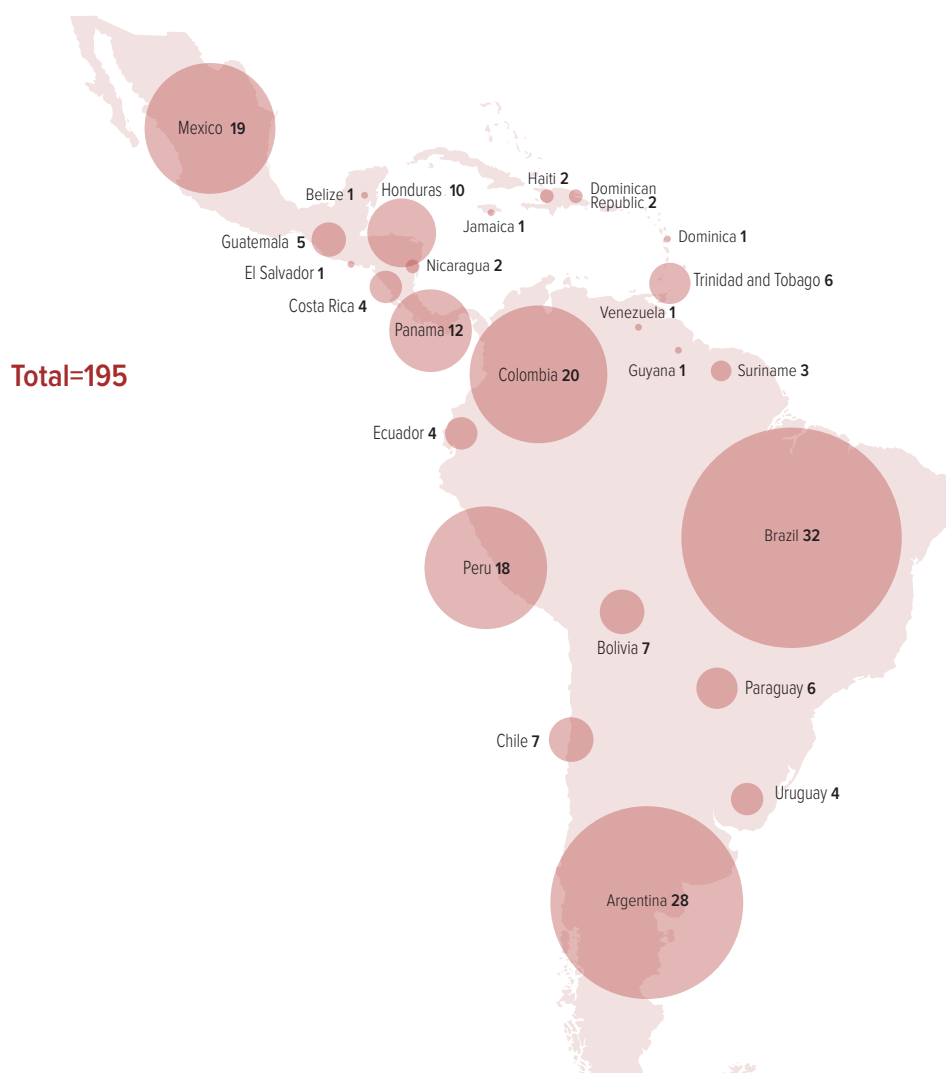 Mexico 19
Haiti 2
Dominican
Republic 2
Belize 1
Honduras 10
Jamaica 1
Dominica 1
Guatemala 5
Nicaragua 2
El Salvador 1
Trinidad and Tobago 6
Costa Rica 4
Venezuela 1
Panama 12
Guyana 1
Suriname 3
Colombia 20
Total=195
Ecuador 4
Brazil 32
Peru 18
Bolivia 7
Paraguay 6
Chile 7
Uruguay 4
Argentina 28